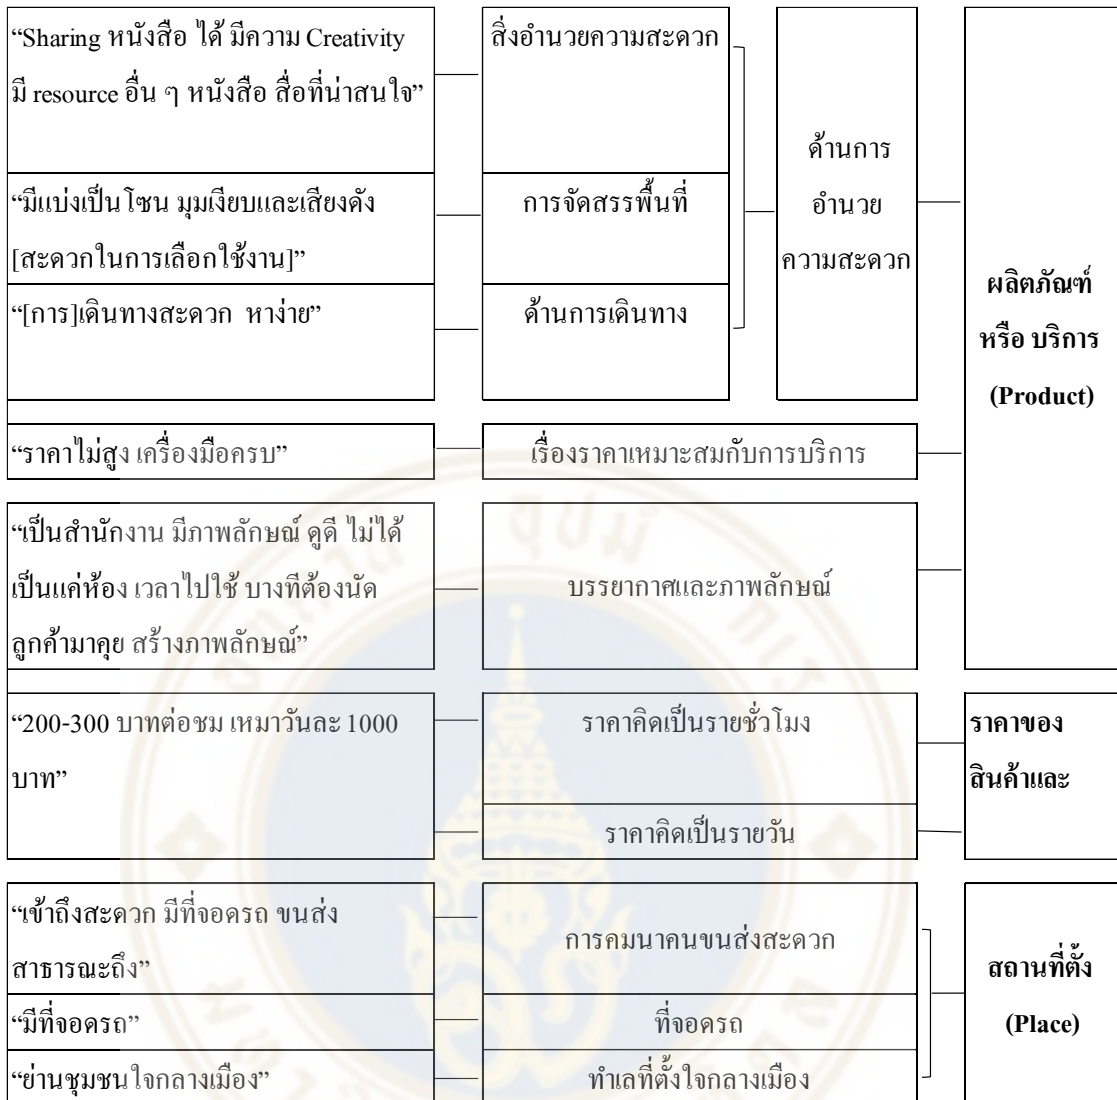 “Sharing หนังสือ ได้ มีความ Creativity
มี resource อื่น ๆ หนังสือ สื่อที่น่าสนใจ”
สิ่งอำนวยความสะดวก
“มีแบ่งเป็นโซน มุมเงียบและเสียงดัง
[สะดวกในการเลือกใช้งาน]”
การจัดสรรพื้นที่
“[การ]เดินทางสะดวก หาง่าย”
ด้านการเดินทาง
ด้านการ
อำนวย
ความสะดวก
ผลิตภัณฑ์
หรือ บริการ
(Product)
“ราคาไม่สูง เครื่องมือครบ”
เรื่องราคาเหมาะสมกับการบริการ
“เป็นสำนักงาน มีภาพลักษณ์ ดูดี ไม่ได้
เป็นแค่ห้อง เวลาไปใช้ บางทีต้องนัด
ลูกค้ามาคุย สร้างภาพลักษณ์”
บรรยากาศและภาพลักษณ์
“200-300 บาทต่อชม เหมาวันละ 1000
บาท”
ราคาคิดเป็นรายชั่วโมง
ราคาคิดเป็นรายวัน
ราคาของ
สินค้าและ
“เข้าถึงสะดวก มีที่จอดรถ ขนส่ง
สาธารณะถึง”
การคมนาคนขนส่งสะดวก
“มีที่จอดรถ”
ที่จอดรถ
“ย่านชุมชนใจกลางเมือง”
ทำเลที่ตั้งใจกลางเมือง
สถานที่ตั้ง
(Place)